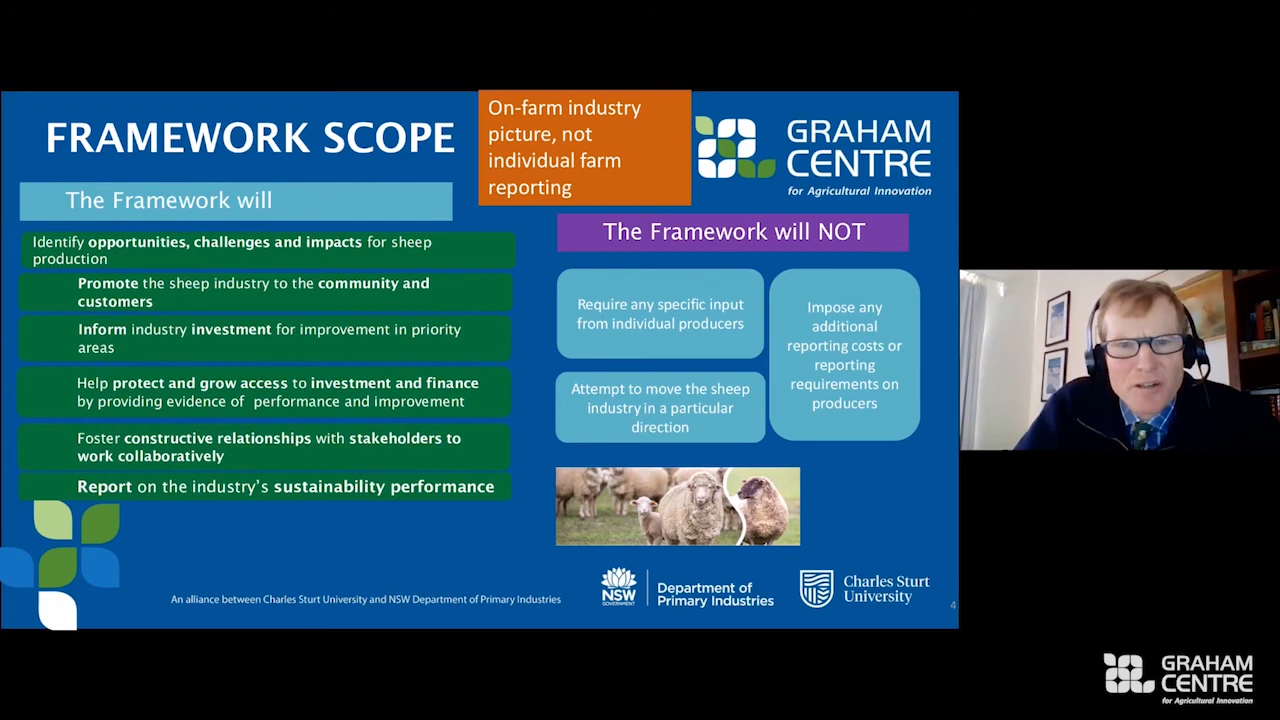 FRAMEWORK SCOPE
On-farm industry
picture, not
individual farm
reporting
GRAHAM
CENTRE
for Agricultural Innovation
The Framework will
Identify opportunities, challenges and impacts for sheep
production
Promote the sheep industry to the community and
customers
Inform industry investment for improvement in priority
areas
Help protect and grow access to investment and finance
by providing evidence of performance and improvement
Foster constructive relationships with stakeholders to
work collaboratively
Report on the industry's sustainability performance
The Framework will NOT
Require any specific input
from individual producers
Attempt to move the sheep
industry in a particular
direction
Impose any
additional
reporting costs or
reporting
requirements on
producers
An alliance between Charles Sturt University and NSW Department of Primary Industries
NSW
GOVERNMENT
Department of
Primary Industries
Charles Sturt
University
4
GRAHAM
CENTRE
for Agricultural Innovation